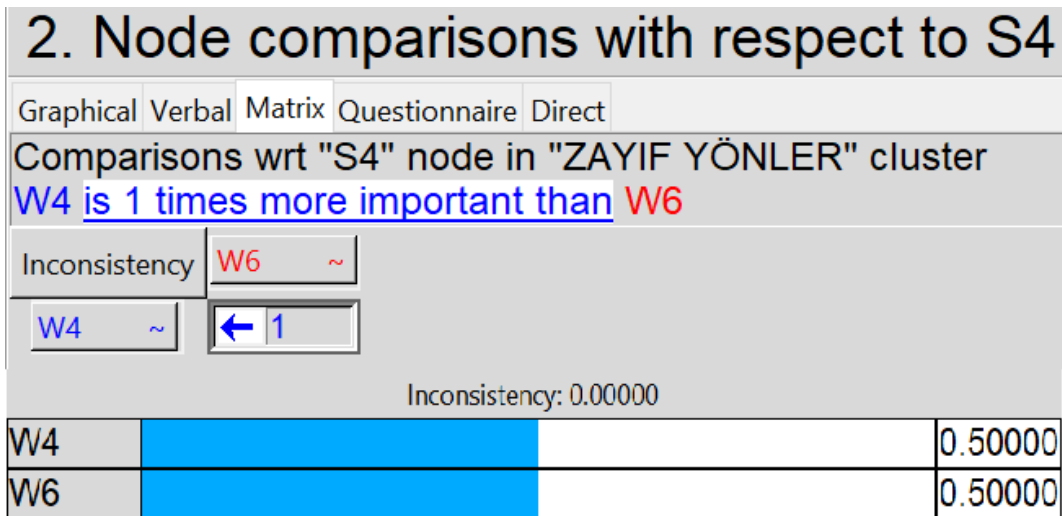 2. Node comparisons with respect to S4
Graphical Verbal Matrix Questionnaire Direct
Comparisons wrt "S4" node in "ZAYIF YÖNLER" cluster
W4 is 1 times more important than W6
Inconsistency W6 ~
W4 ~ 1
Inconsistency: 0.00000
W4 0.50000
W6 0.50000